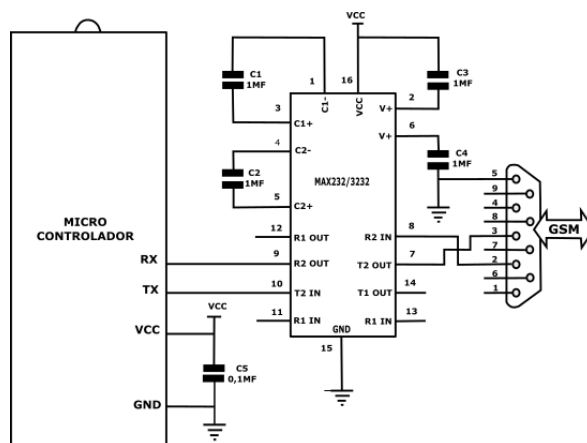 VCC
C1
1MF
1
16
C3
1MF
2
C1-
VCC
V+
3
C1+
6
V+
4
C2-
C4
1MF
C2
1MF
MAX232/3232
5
C2+
5
9
4
8
3
7
2
6
1
GSM
MICRO
CONTROLADOR
12
R1 OUT
8
R2 IN
RX
9
R2 OUT
7
T2 OUT
TX
10
T2 IN
14
T1 OUT
VCC
VCC
11
R1 IN
13
R1 IN
GND
15
C5
0,1MF
GND